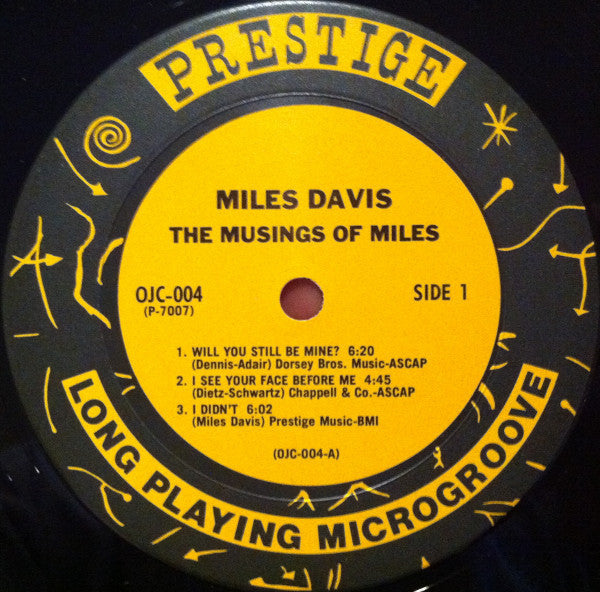 PRESTIGE
MILES DAVIS
THE MUSINGS OF MILES
OJC-004
(P-7007)
SIDE 1
1. WILL YOU STILL BE MINE? 6:20
(Dennis-Adair) Dorsey Bros. Music-ASCAP
2. I SEE YOUR FACE BEFORE ME 4:45
(Dietz-Schwartz) Chappell & Co.-ASCAP
3. I DIDN'T 6:02
(Miles Davis) Prestige Music-BMI
(OJC-004-A)
LONG PLAYING MICROGROOVE